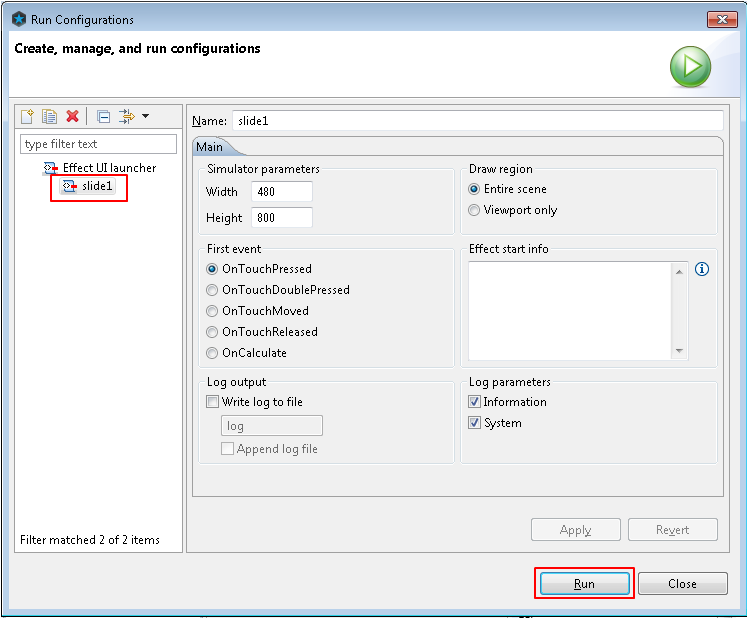 Run Configurations
Create, manage, and run configurations
type filter text
Effect UI launcher
slide1
Filter matched 2 of 2 items
Name: slide1
Main
Simulator parameters
Width 480
Height 800
Draw region
Entire scene
Viewport only
First event
OnTouchPressed
OnTouchDoublePressed
OnTouchMoved
OnTouchReleased
OnCalculate
Effect start info
Log output
Write log to file
log
Append log file
Log parameters
Information
System
Apply Revert
Run Close